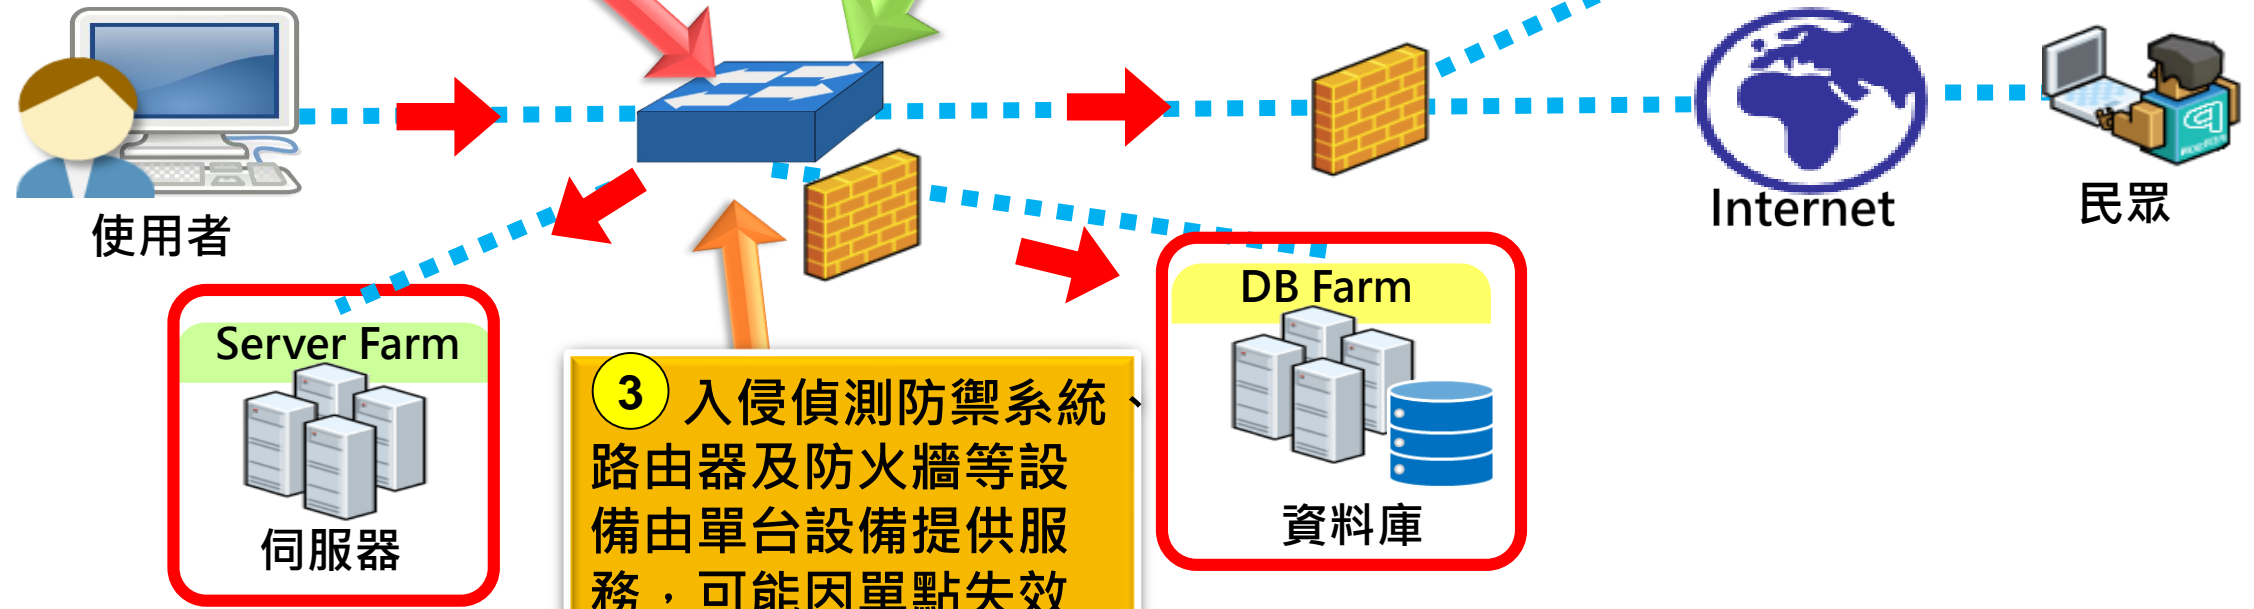 使用者
Internet
民眾
DB Farm
資料庫
Server Farm
伺服器
3 入侵偵測防禦系統、
路由器及防火牆等設
備由單台設備提供服
務，可能因單點失效